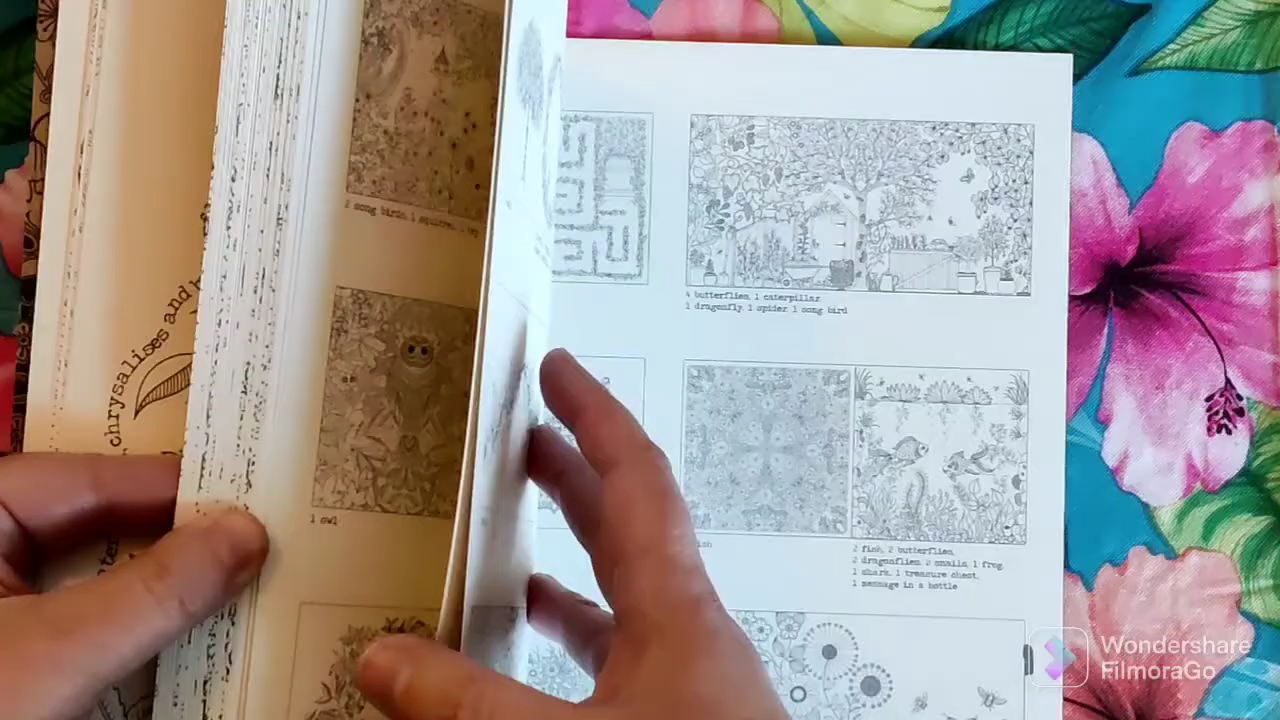 chrysalises and
2 song birds, 1 squirrel,
1 owl
4 butterflies, 1 caterpillar
1 dragonfly, 1 spider, 1 song bird
2 fish, 2 butterflies,
2 dragonflies, 2 snails, 1 frog,
1 shark, 1 treasure chest,
1 message in a bottle
Wondershare
FilmoraGo